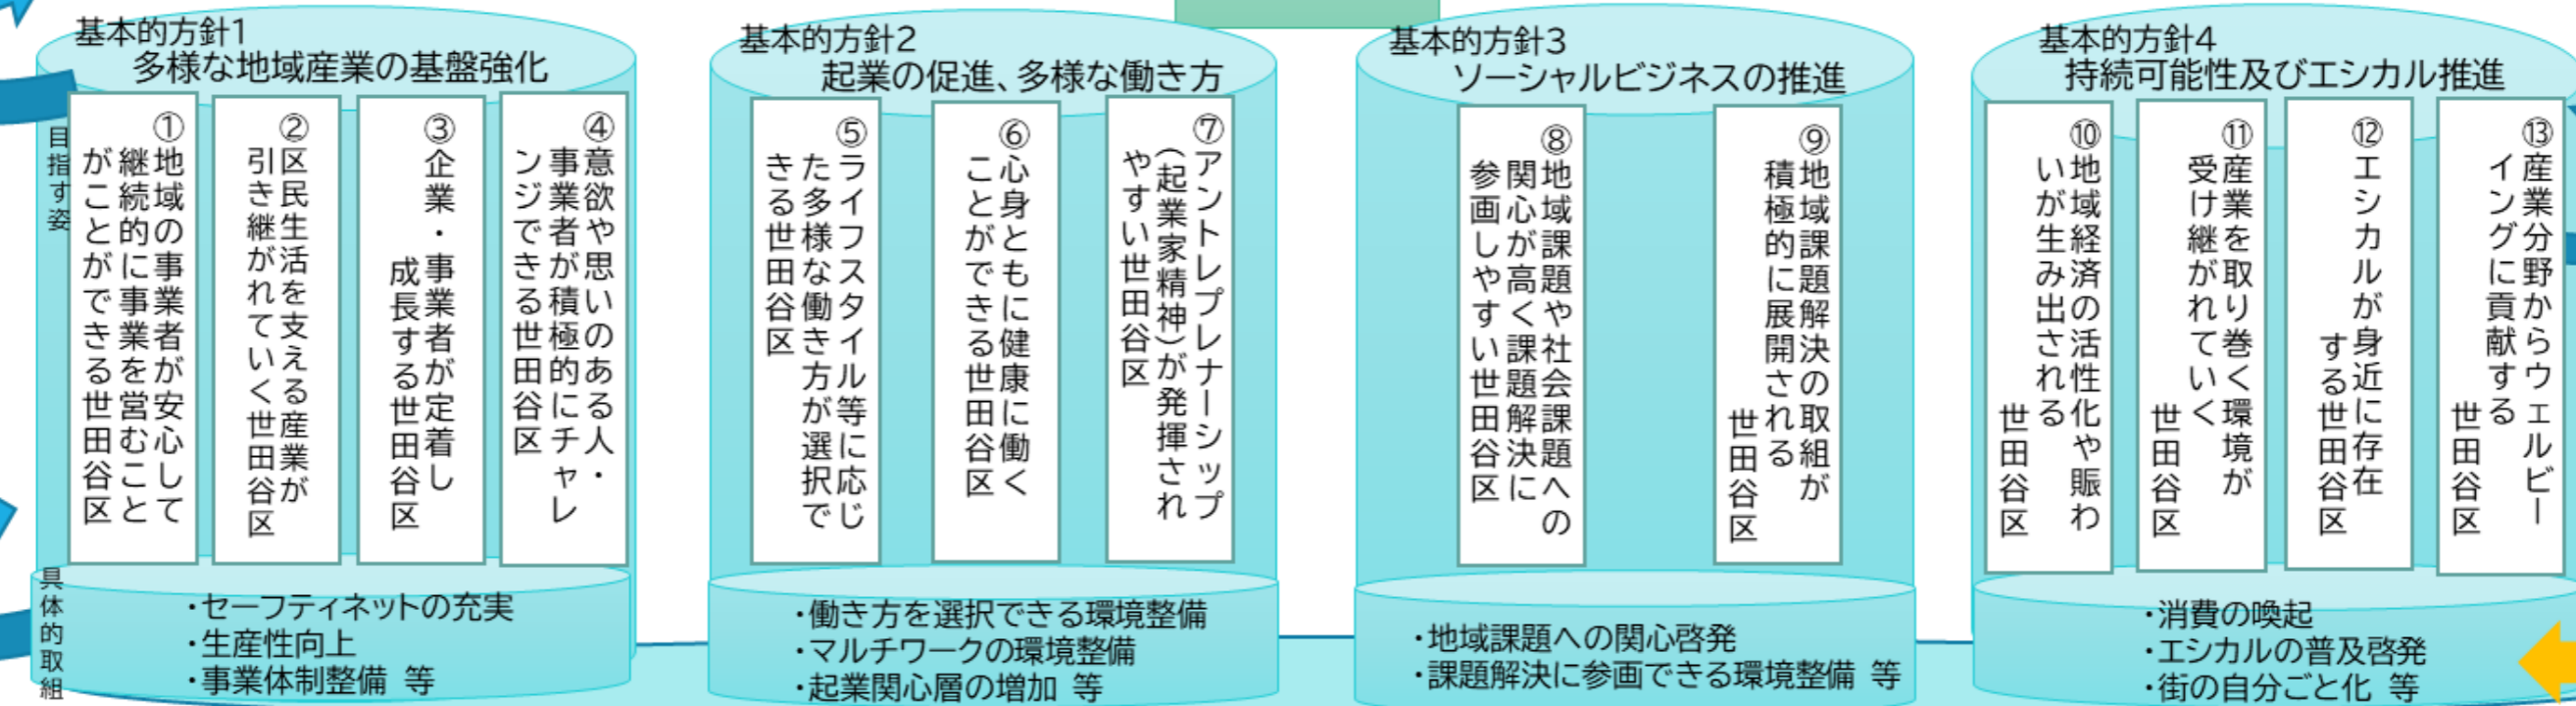 基本的方針1
多様な地域産業の基盤強化
目指す姿
①
地域の事業者が安心して
継続的に事業を営むこと
がことができる世田谷区
②
区民生活を支える産業が
引き継がれていく世田谷区
③
企業・事業者が定着し
成長する世田谷区
④
意欲や思いのある人・
事業者が積極的にチャレ
ンジできる世田谷区
具体的取組
・セーフティネットの充実
・生産性向上
・事業体制整備 等
基本的方針2
起業の促進、多様な働き方
⑤
ライフスタイル等に応じ
た多様な働き方が選択で
きる世田谷区
⑥
心身ともに健康に働く
ことができる世田谷区
⑦
アントレプレナーシップ
(起業家精神)が発揮され
やすい世田谷区
・働き方を選択できる環境整備
・マルチワークの環境整備
・起業関心層の増加 等
基本的方針3
ソーシャルビジネスの推進
⑧
地域課題や社会課題への
関心が高く課題解決に
参画しやすい世田谷区
⑨
地域課題解決の取組が
積極的に展開される
世田谷区
・地域課題への関心啓発
・課題解決に参画できる環境整備 等
基本的方針4
持続可能性及びエシカル推進
⑩
地域経済の活性化や賑わ
いが生み出される
世田谷区
⑪
産業を取り巻く環境が
受け継がれていく
世田谷区
⑫
エシカルが身近に存在
する世田谷区
⑬
産業分野からウェルビー
イングに貢献する
世田谷区
・消費の喚起
・エシカルの普及啓発
・街の自分ごと化 等